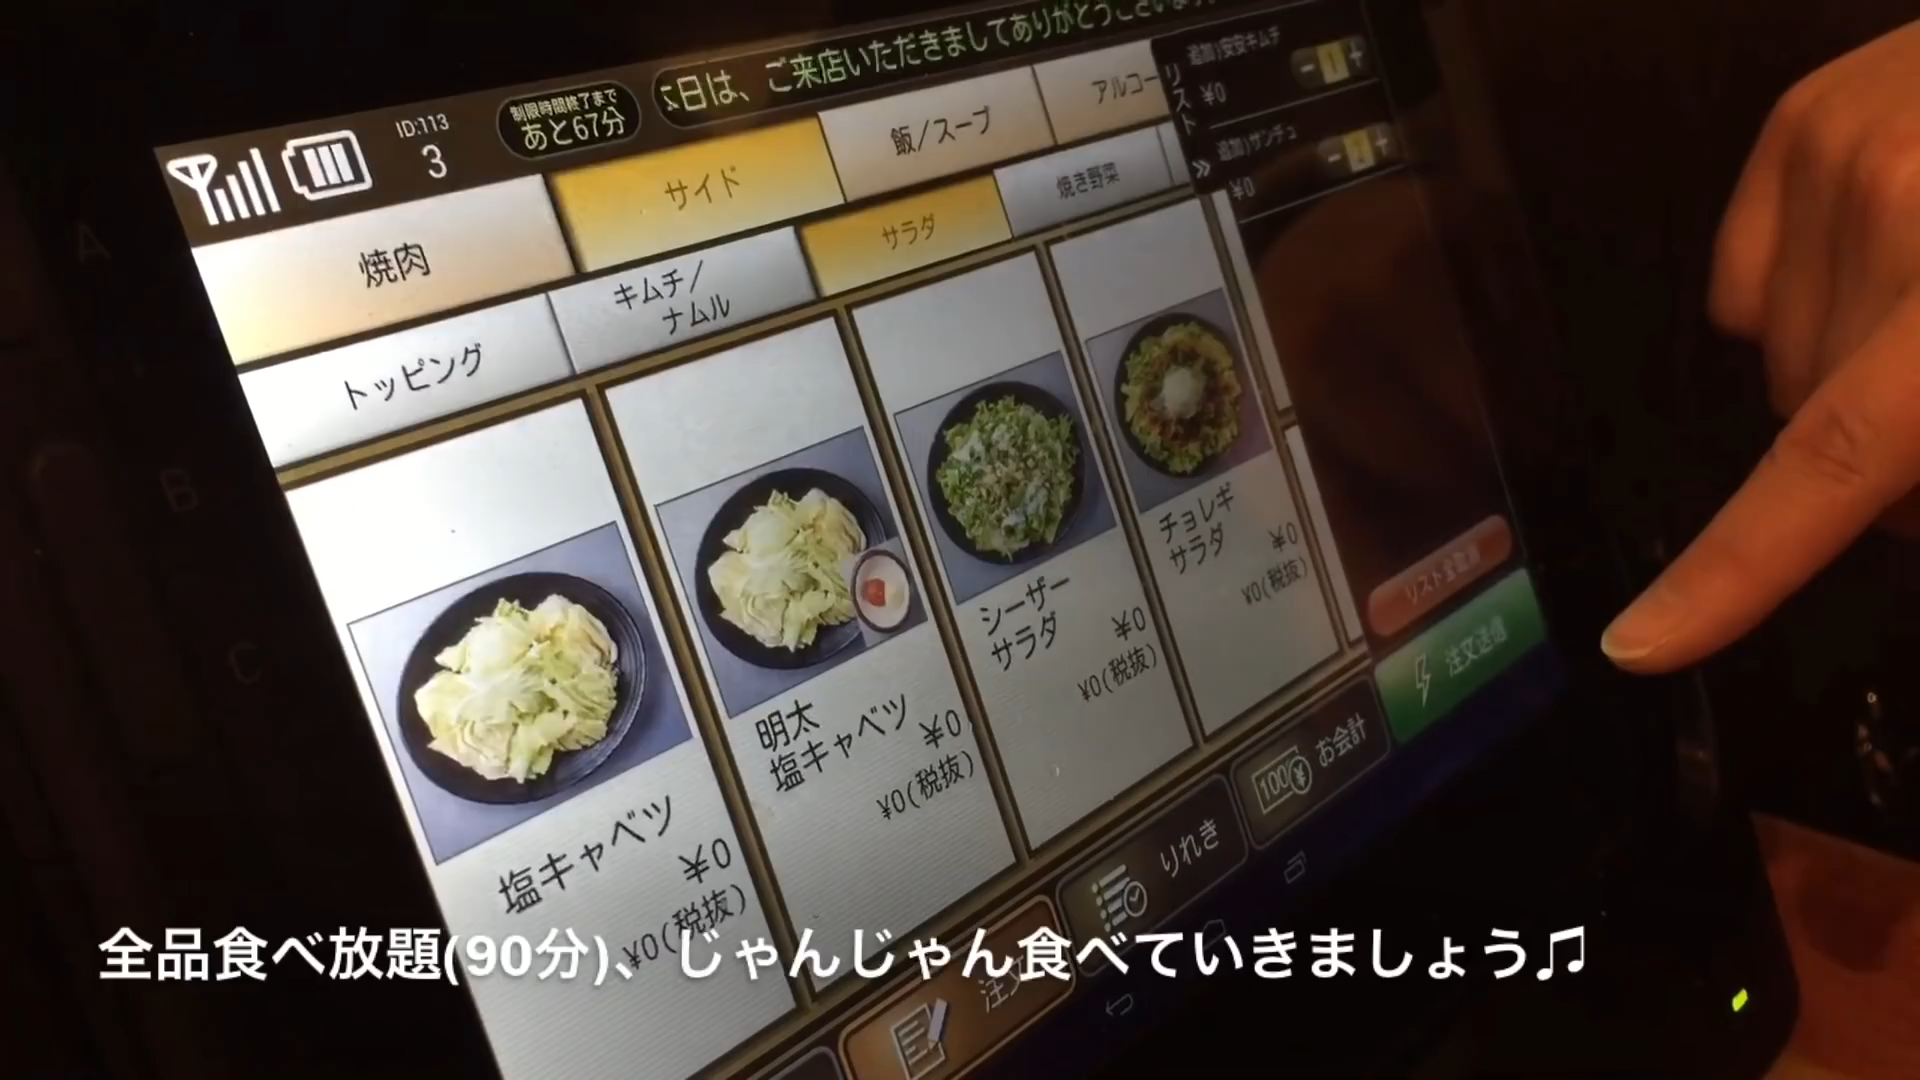 ID:113
3
制限時間終了まで
あと67分
日は、ご来店いただきましてありがとうございます
焼肉
サイド
飯/スープ
アルコー
トッピング
キムチ/
ナムル
サラダ
焼き野菜
リスト
追加)安安キムチ
¥0
- 1 +
追加)サンチュ
¥0
- 2 +
塩キャベツ
¥0
¥0(税抜)
明太
塩キャベツ
¥0
¥0(税抜)
シーザー
サラダ
¥0
¥0(税抜)
チョレギ
サラダ
¥0
¥0(税抜)
リスト全取消
注文送信
注文
りれき
100
¥
お会計
A
B
C
全品食べ放題(90分)、じゃんじゃん食べていきましょう♫